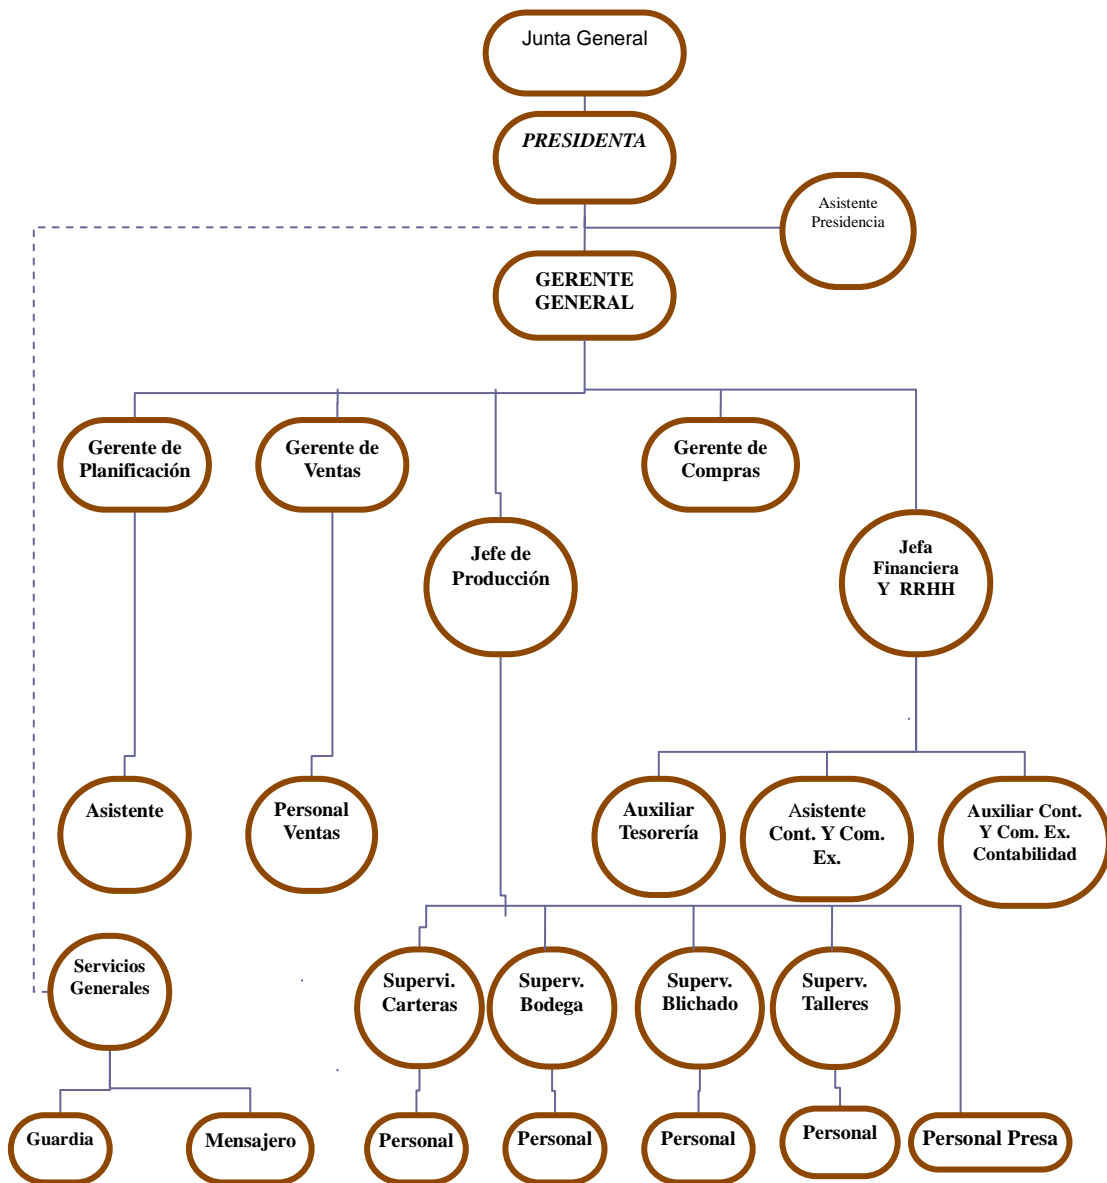 Junta General
PRESIDENTA
Asistente
Presidencia
GERENTE
GENERAL
Gerente de
Planificación
Gerente de
Ventas
Gerente de
Compras
Jefe de
Producción
Jefa
Financiera
Y RRHH
Asistente
Personal
Ventas
Auxiliar
Tesorería
Asistente
Cont. Y Com.
Ex.
Auxiliar Cont.
Y Com. Ex.
Contabilidad
Servicios
Generales
Supervi.
Carteras
Superv.
Bodega
Superv.
Blichado
Superv.
Talleres
Guardia
Mensajero
Personal
Personal
Personal
Personal
Personal Presa